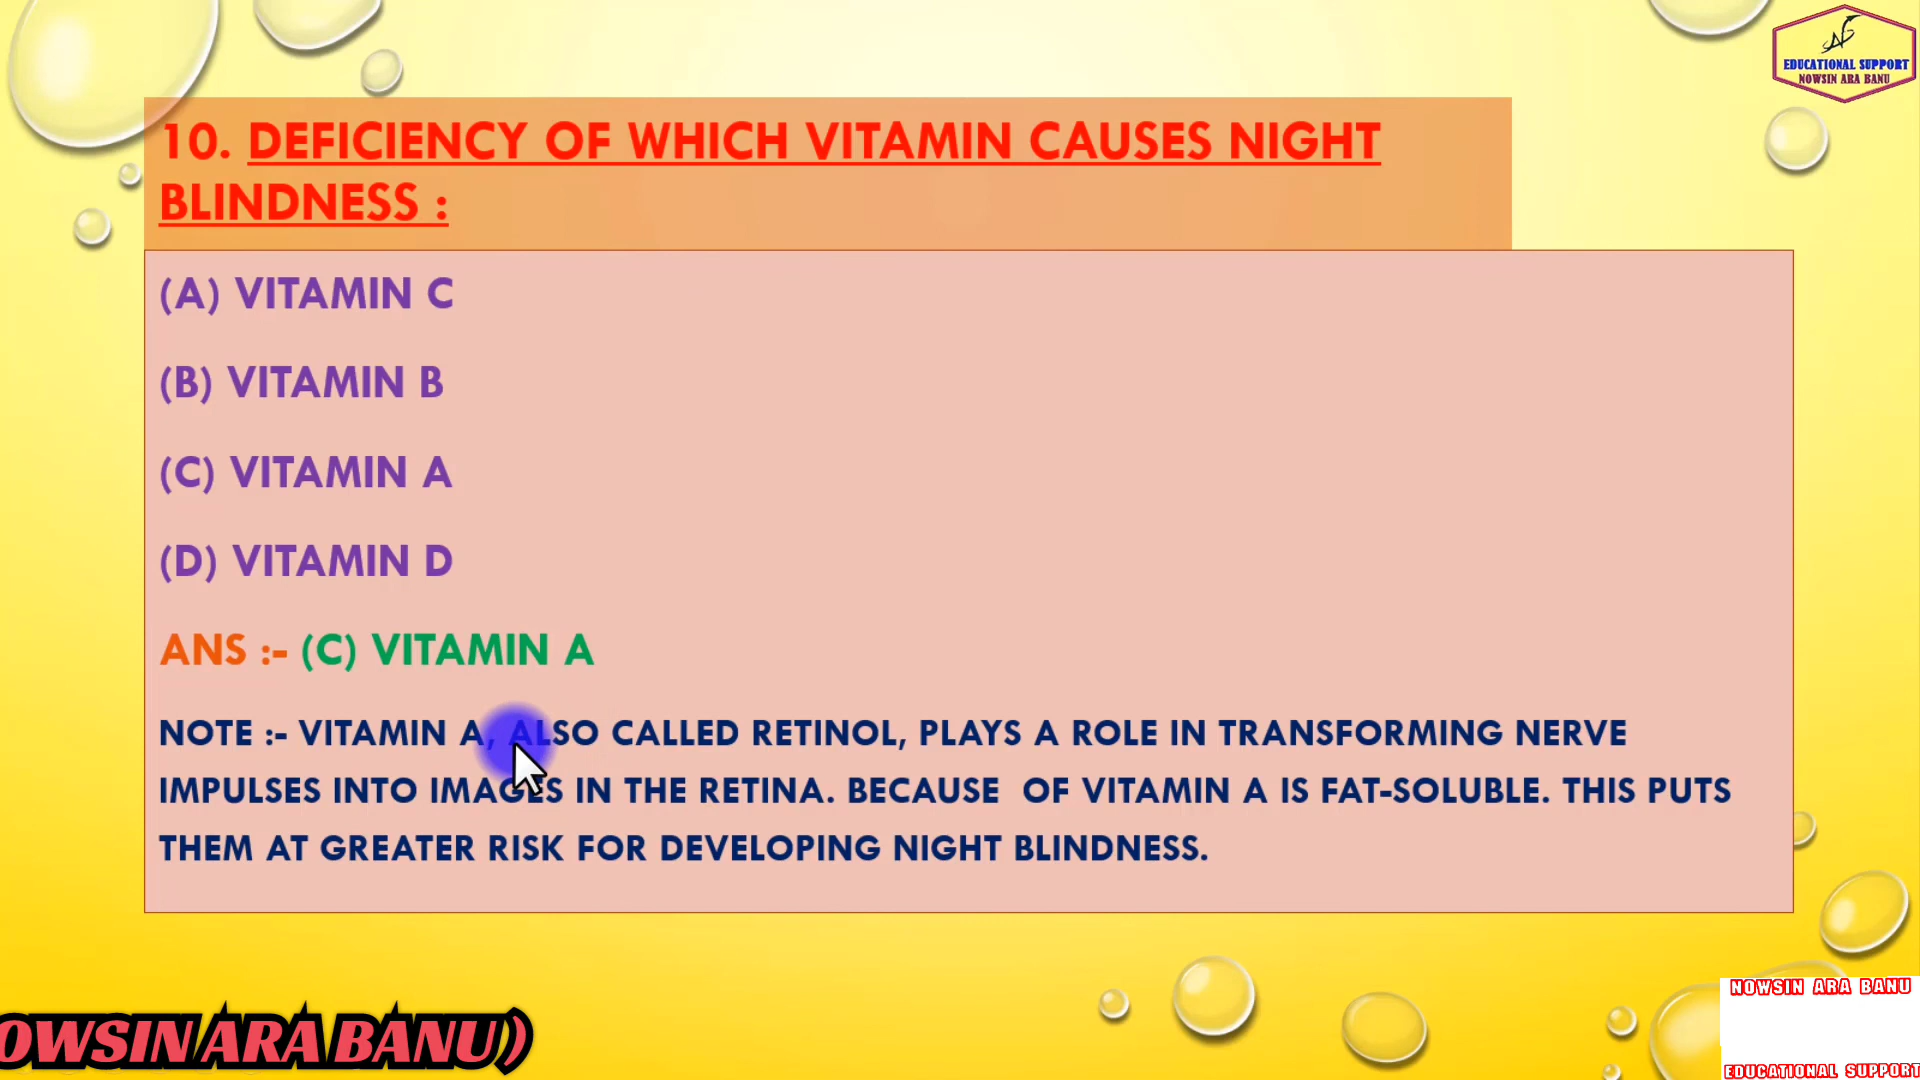 EDUCATIONAL SUPPORT
NOWSIN ARA BANU
10. DEFICIENCY OF WHICH VITAMIN CAUSES NIGHT
BLINDNESS :
(A) VITAMIN C
(B) VITAMIN B
(C) VITAMIN A
(D) VITAMIN D
ANS :- (C) VITAMIN A
NOTE :- VITAMIN A, ALSO CALLED RETINOL, PLAYS A ROLE IN TRANSFORMING NERVE
IMPULSES INTO IMAGES IN THE RETINA. BECAUSE OF VITAMIN A IS FAT-SOLUBLE. THIS PUTS
THEM AT GREATER RISK FOR DEVELOPING NIGHT BLINDNESS.
NOWSIN ARA BANU
OWSIN ARA BANU)
EDUCATIONAL SUPPORT